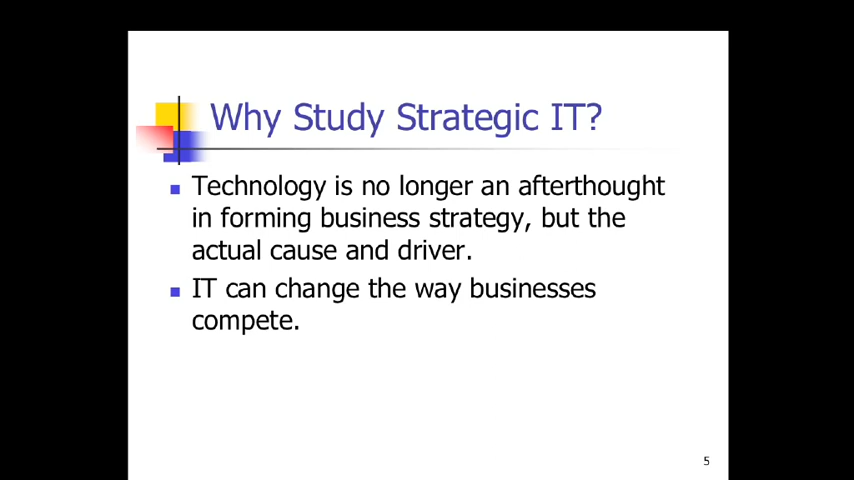 Why Study Strategic IT?
Technology is no longer an afterthought
in forming business strategy, but the
actual cause and driver.
IT can change the way businesses
compete.
5